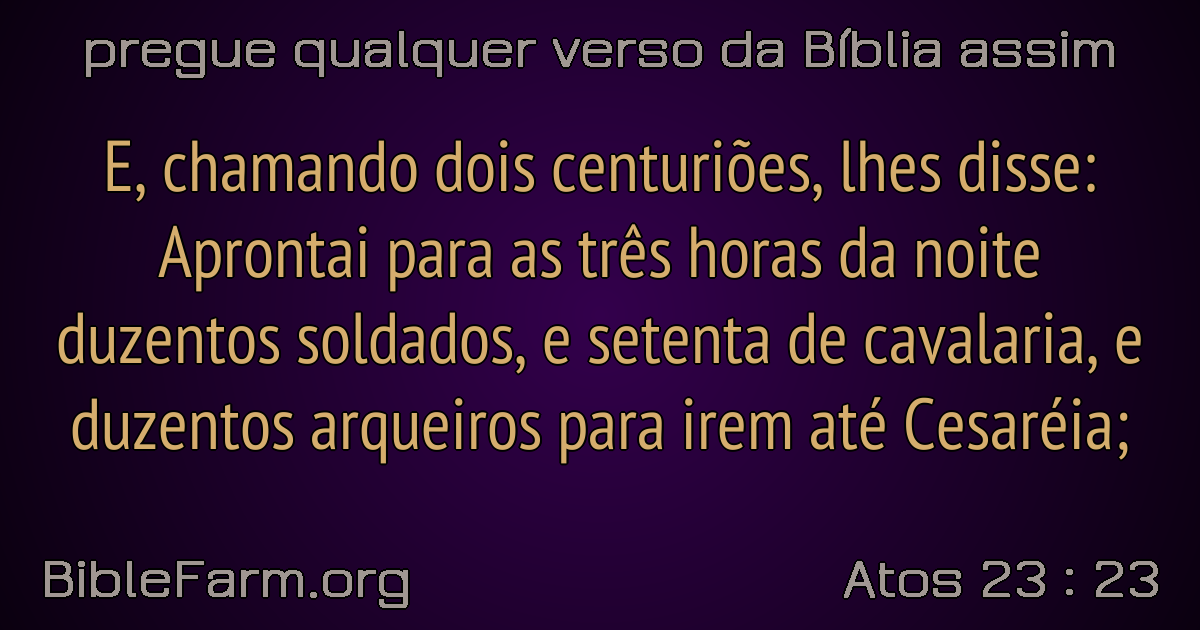 pregue qualquer verso da Bíblia assim
E, chamando dois centuriões, lhes disse:
Aprontai para as três horas da noite
duzentos soldados, e setenta de cavalaria, e
duzentos arqueiros para irem até Cesaréia;
BibleFarm.org
Atos 23 : 23